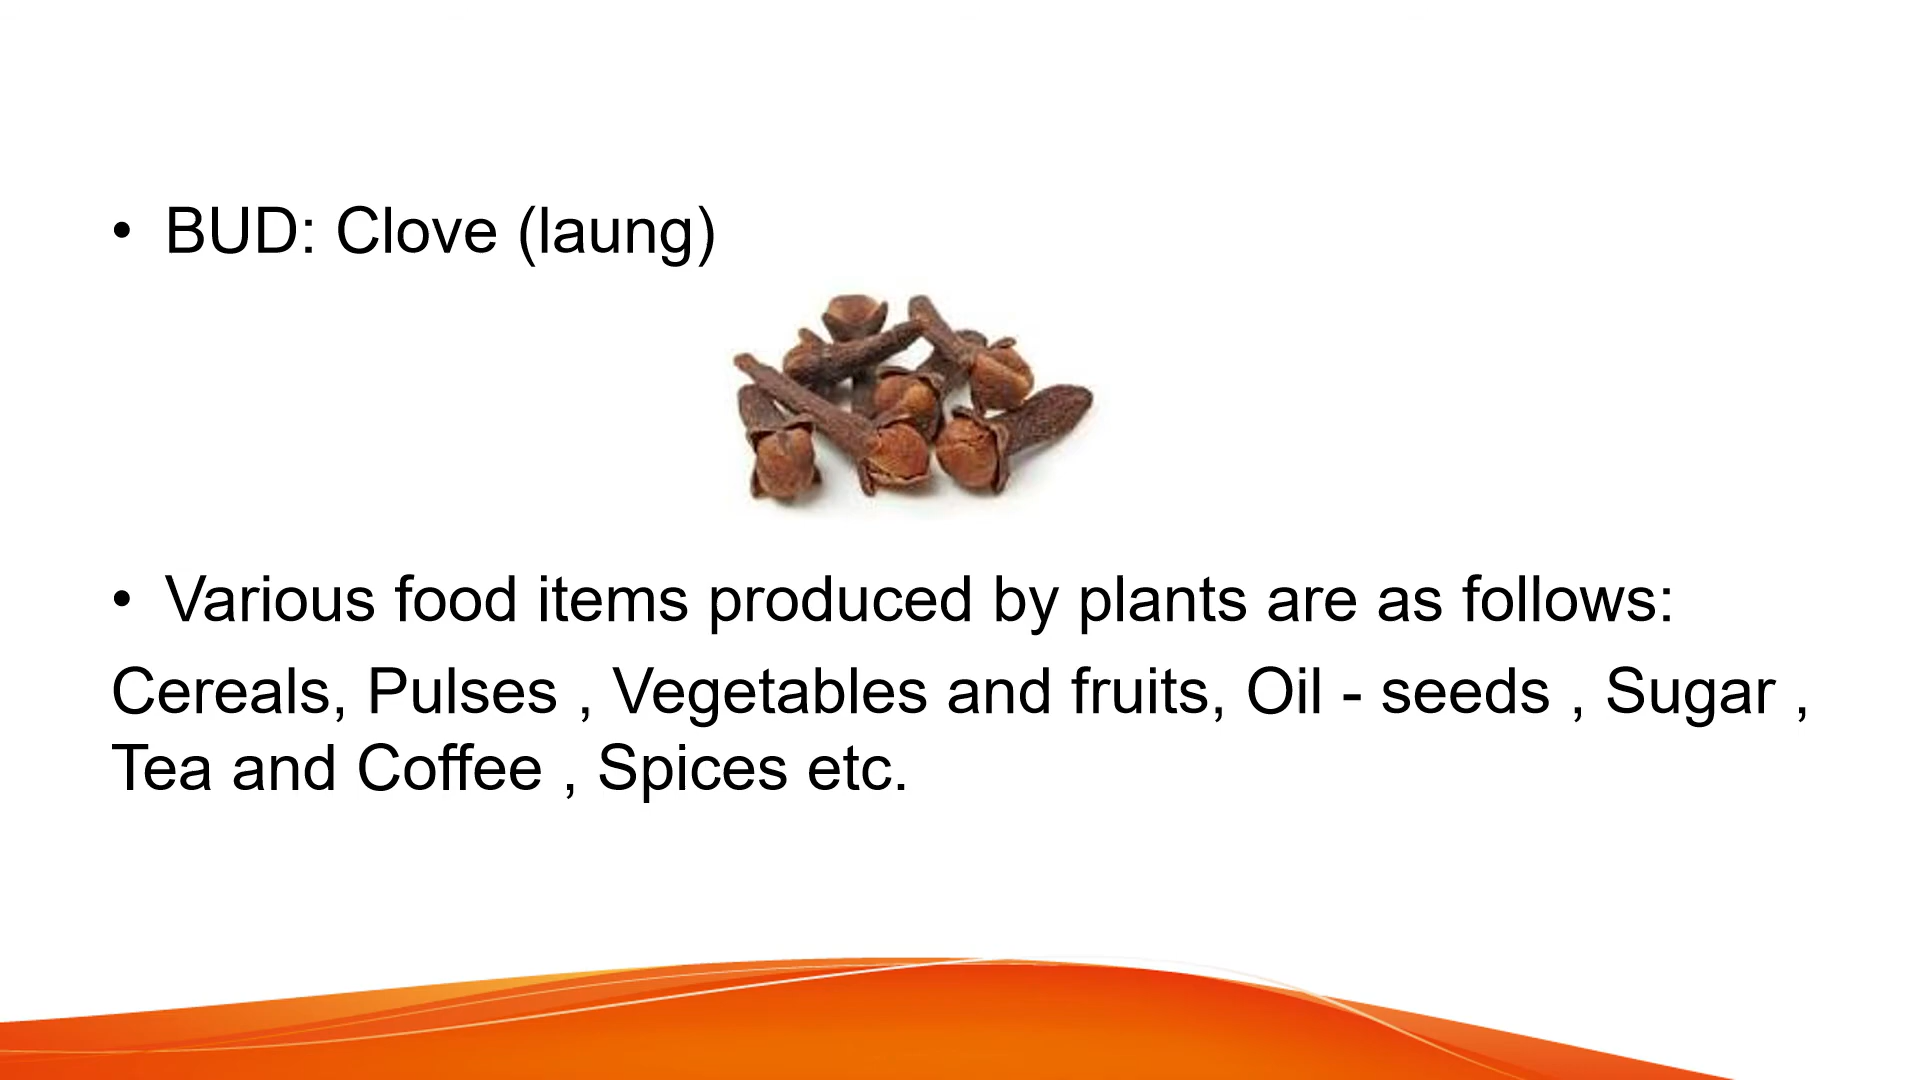 • BUD: Clove (laung)
• Various food items produced by plants are as follows:
Cereals, Pulses , Vegetables and fruits, Oil - seeds , Sugar ,
Tea and Coffee , Spices etc.